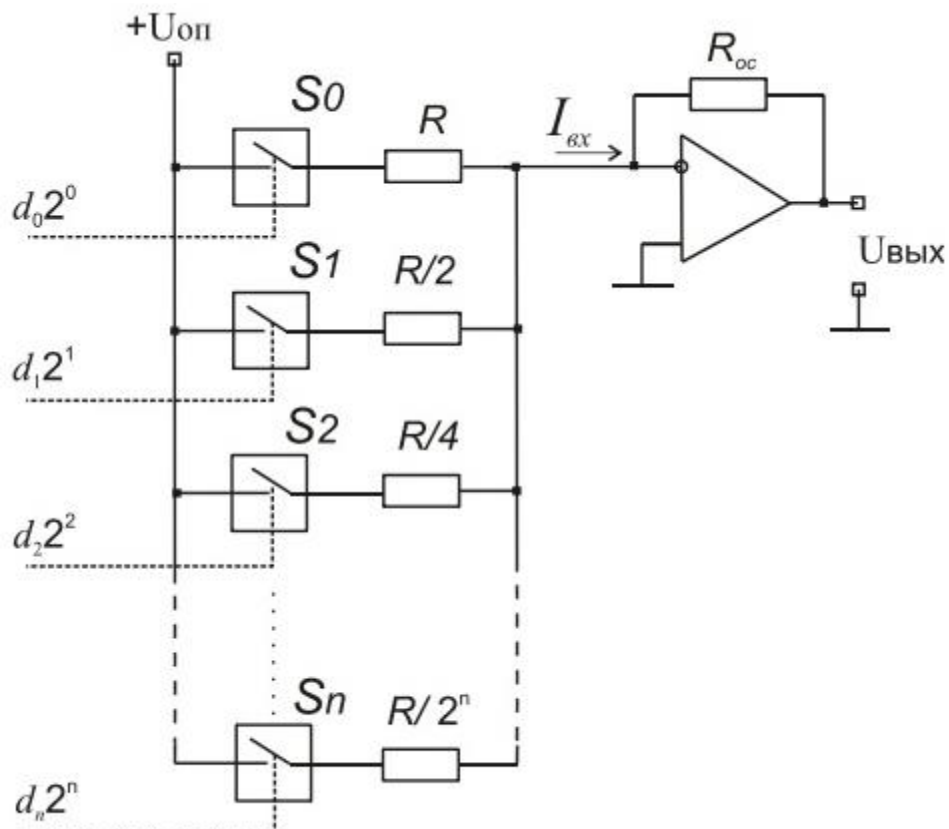 +Uоп
Rос
S0
R
Iвх
d₀2⁰
S1
R/2
Uвых
d₁2¹
S2
R/4
d₂2²
Sn
R/ 2ⁿ
dₙ2ⁿ